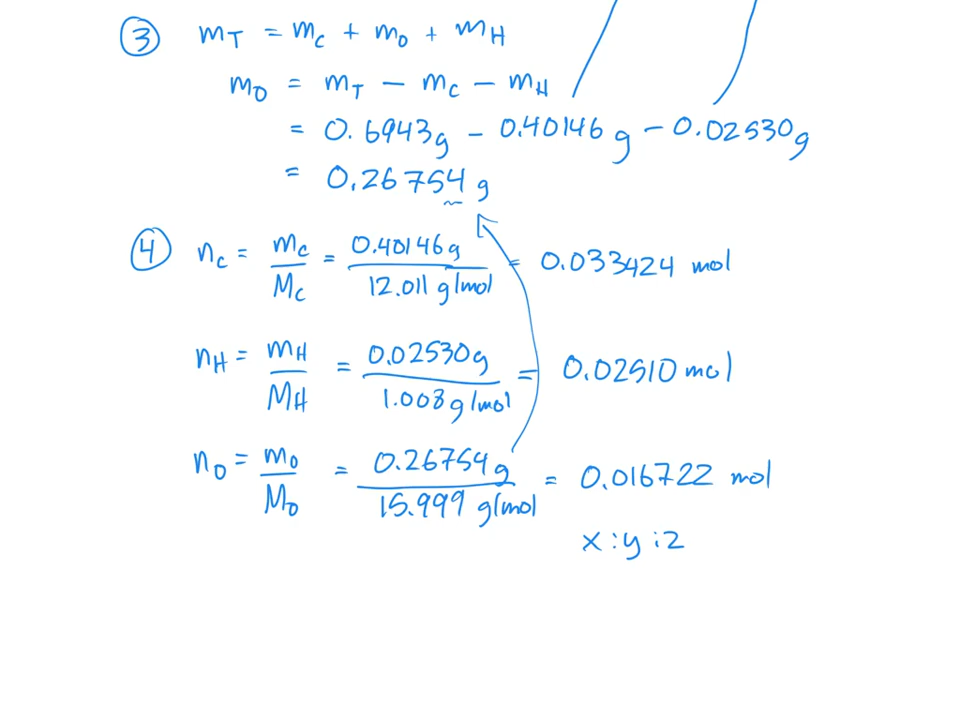 ③ m_T = m_C + m_O + m_H
m_O = m_T − m_C − m_H
= 0.6943g − 0.40146g − 0.02530g
= 0.26754g
④ n_C = m_C/M_C = 0.40146g/12.011 g/mol = 0.033424 mol
n_H = m_H/M_H = 0.02530g/1.008 g/mol = 0.02510 mol
n_O = m_O/M_O = 0.26754g/15.999 g/mol = 0.016722 mol
x:y:z